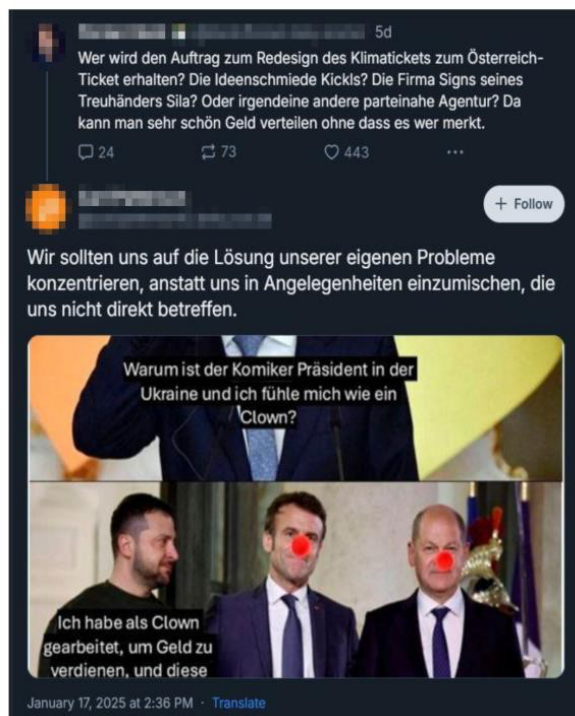 5d
Wer wird den Auftrag zum Redesign des Klimatickets zum Österreich-
Ticket erhalten? Die Ideenschmiede Kickls? Die Firma Signs seines
Treuhänders Sila? Oder irgendeine andere parteinahe Agentur? Da
kann man sehr schön Geld verteilen ohne dass es wer merkt.
24 73 443 ...
+ Follow
Wir sollten uns auf die Lösung unserer eigenen Probleme
konzentrieren, anstatt uns in Angelegenheiten einzumischen, die
uns nicht direkt betreffen.
Warum ist der Komiker Präsident in der
Ukraine und ich fühle mich wie ein
Clown?
Ich habe als Clown
gearbeitet, um Geld zu
verdienen, und diese
January 17, 2025 at 2:36 PM · Translate